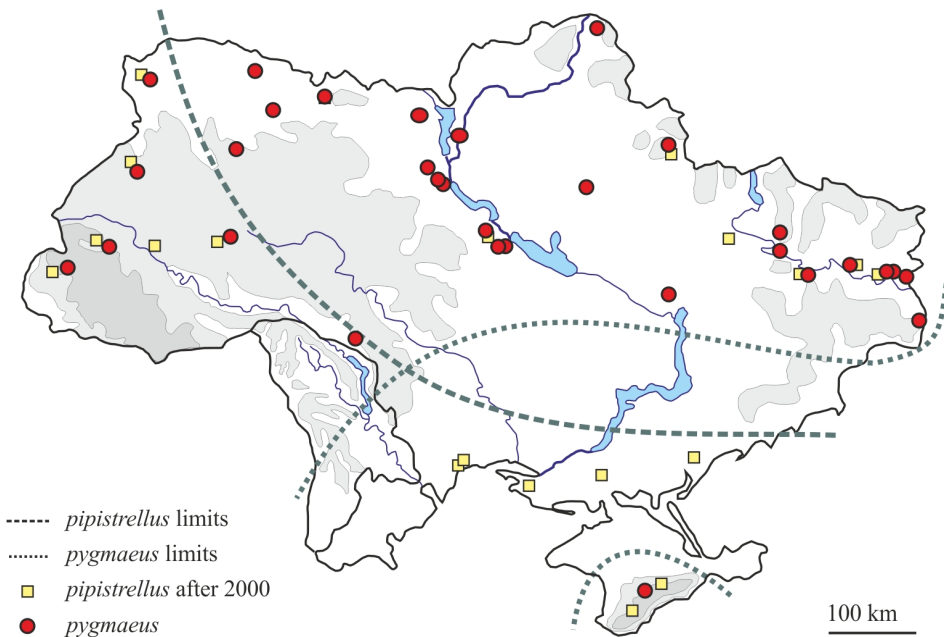 pipistrellus limits
pygmaeus limits
pipistrellus after 2000
pygmaeus
100 km